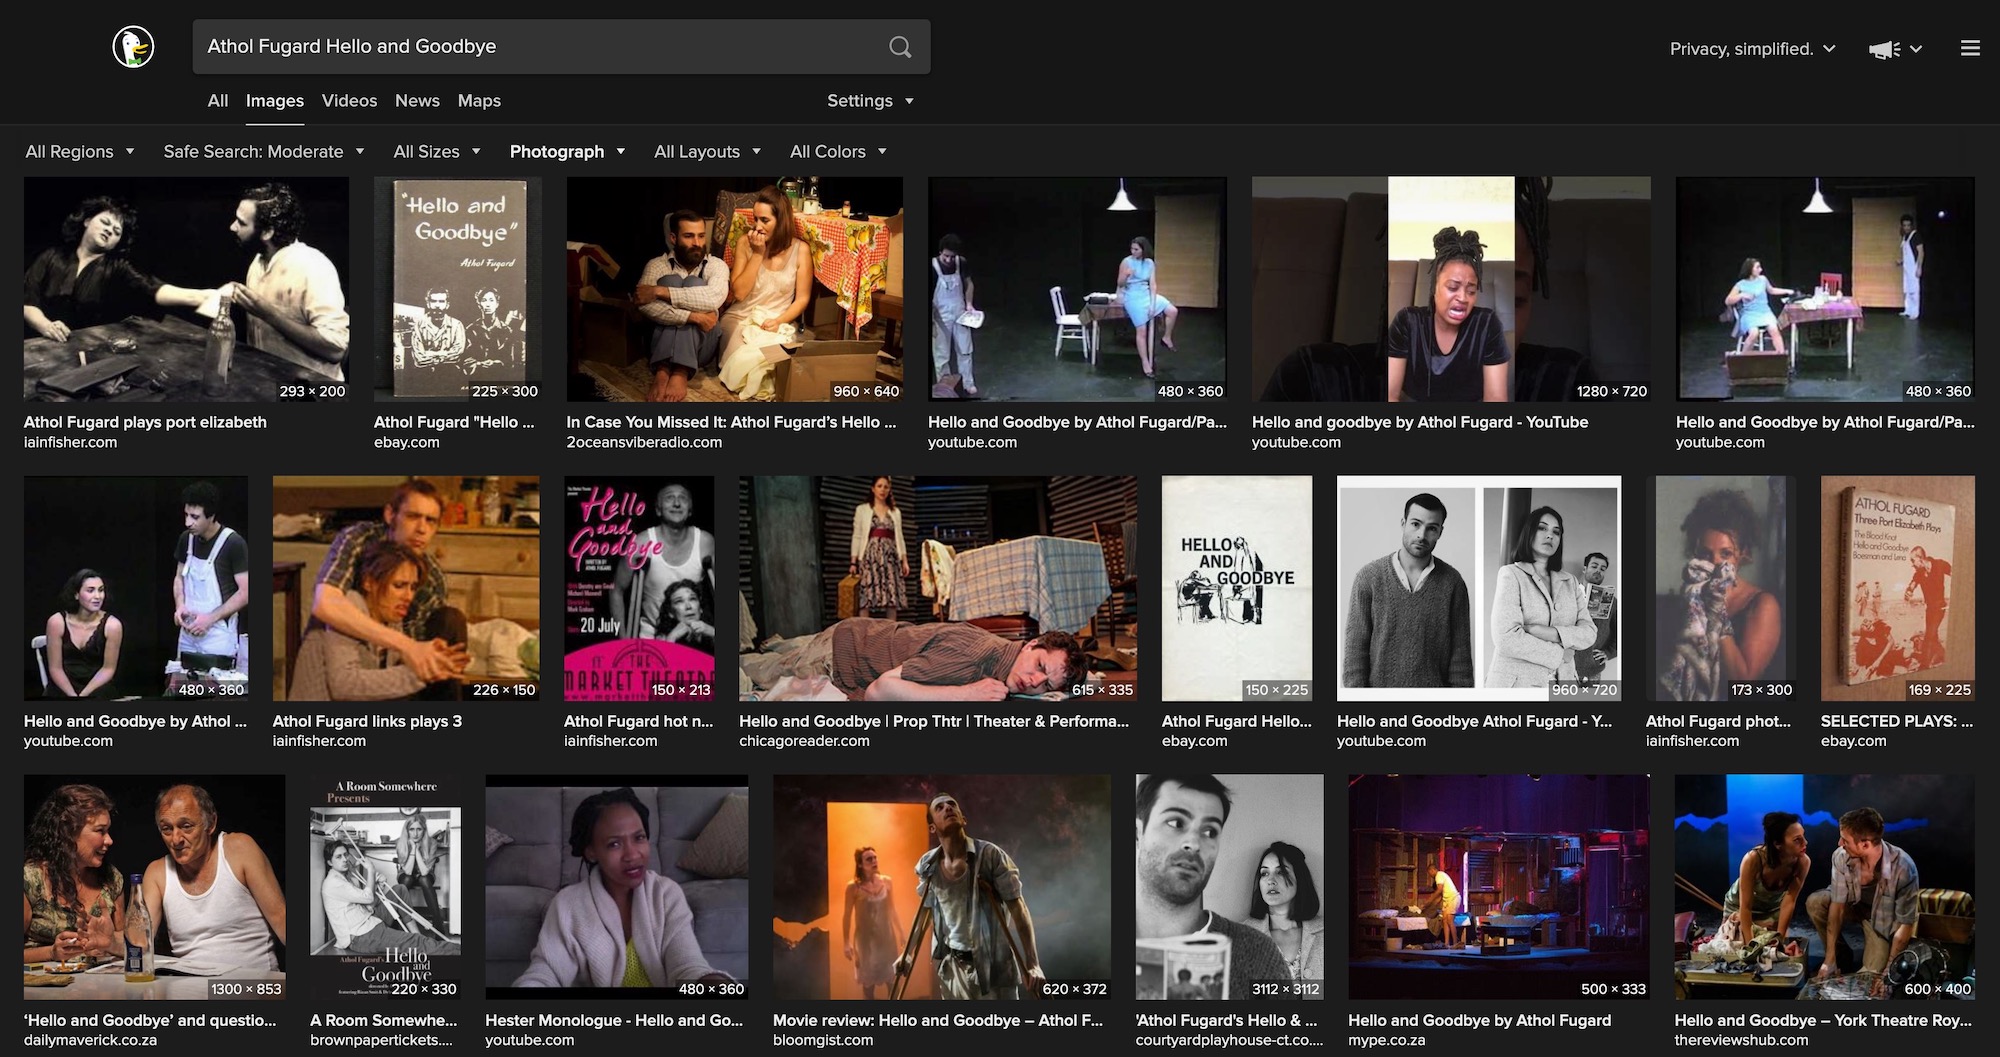 Athol Fugard Hello and Goodbye
Privacy, simplified.
All Images Videos News Maps
Settings
All Regions Safe Search: Moderate All Sizes Photograph All Layouts All Colors
"Hello and
Goodbye"
Athol Fugard
293 × 200
225 × 300
960 × 640
480 × 360
1280 × 720
480 × 360
Athol Fugard plays port elizabeth
iainfisher.com
Athol Fugard "Hello ...
ebay.com
In Case You Missed It: Athol Fugard's Hello ...
2oceansviberadio.com
Hello and Goodbye by Athol Fugard/Pa...
youtube.com
Hello and goodbye by Athol Fugard - YouTube
youtube.com
Hello and Goodbye by Athol Fugard/Pa...
youtube.com
Hello
and
Goodbye
WRITTEN BY
ATHOL FUGARD
20 July
THE
MARKET THEATRE
HELLO
AND
GOODBYE
ATHOL FUGARD
Three Port Elizabeth Plays
The Blood Knot
Hello and Goodbye
Boesman and Lena
480 × 360
226 × 150
150 × 213
615 × 335
150 × 225
960 × 720
173 × 300
169 × 225
Hello and Goodbye by Athol ...
youtube.com
Athol Fugard links plays 3
iainfisher.com
Athol Fugard hot n...
iainfisher.com
Hello and Goodbye | Prop Thtr | Theater & Performa...
chicagoreader.com
Athol Fugard Hello...
ebay.com
Hello and Goodbye Athol Fugard - Y...
youtube.com
Athol Fugard phot...
iainfisher.com
SELECTED PLAYS: ...
ebay.com
A Room Somewhere
Presents
Athol Fugard's Hello,
and
Goodbye
1300 × 853
220 × 330
480 × 360
620 × 372
3112 × 3112
500 × 333
600 × 400
'Hello and Goodbye' and questio...
dailymaverick.co.za
A Room Somewhe...
brownpapertickets....
Hester Monologue - Hello and Go...
youtube.com
Movie review: Hello and Goodbye – Athol F...
bloomgist.com
'Athol Fugard's Hello & ...
courtyardplayhouse-ct.co....
Hello and Goodbye by Athol Fugard
mype.co.za
Hello and Goodbye – York Theatre Roy...
thereviewshub.com